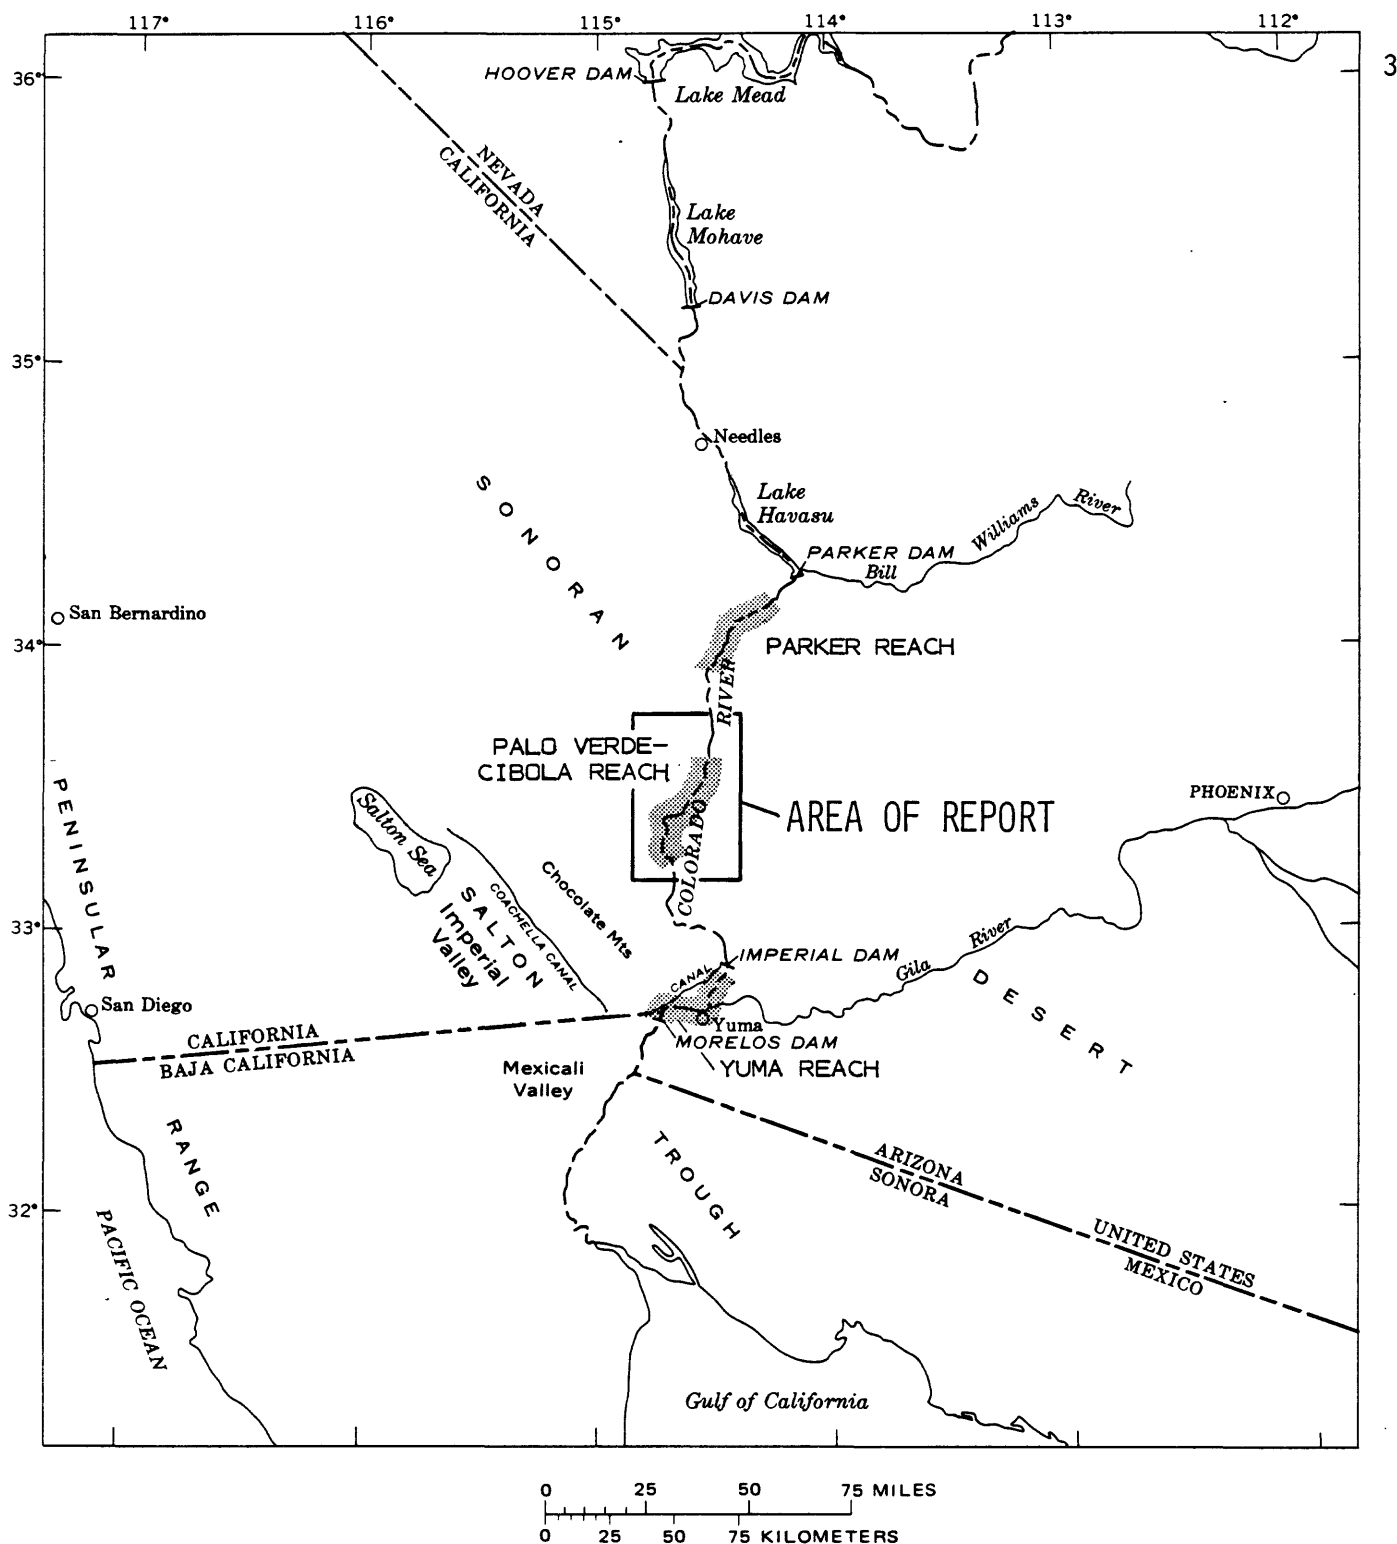 117° 116° 115° 114° 113° 112°
3
36°
HOOVER DAM
Lake Mead
NEVADA
CALIFORNIA
Lake
Mohave
DAVIS DAM
35°
Needles
SONORAN
Lake
Havasu
Williams
River
PARKER DAM
Bill
San Bernardino
34°
PARKER REACH
RIVER
PALO VERDE-
CIBOLA REACH
PENINSULAR
PHOENIX
Salton Sea
COLORADO
AREA OF REPORT
Chocolate Mts
COACHELLA CANAL
SALTON
Imperial
Valley
33°
River
Gila
IMPERIAL DAM
CANAL
DESERT
San Diego
Yuma
CALIFORNIA
BAJA CALIFORNIA
MORELOS DAM
YUMA REACH
Mexicali
Valley
RANGE
TROUGH
ARIZONA
SONORA
32°
PACIFIC OCEAN
UNITED STATES
MEXICO
Gulf of California
0 25 50 75 MILES
0 25 50 75 KILOMETERS